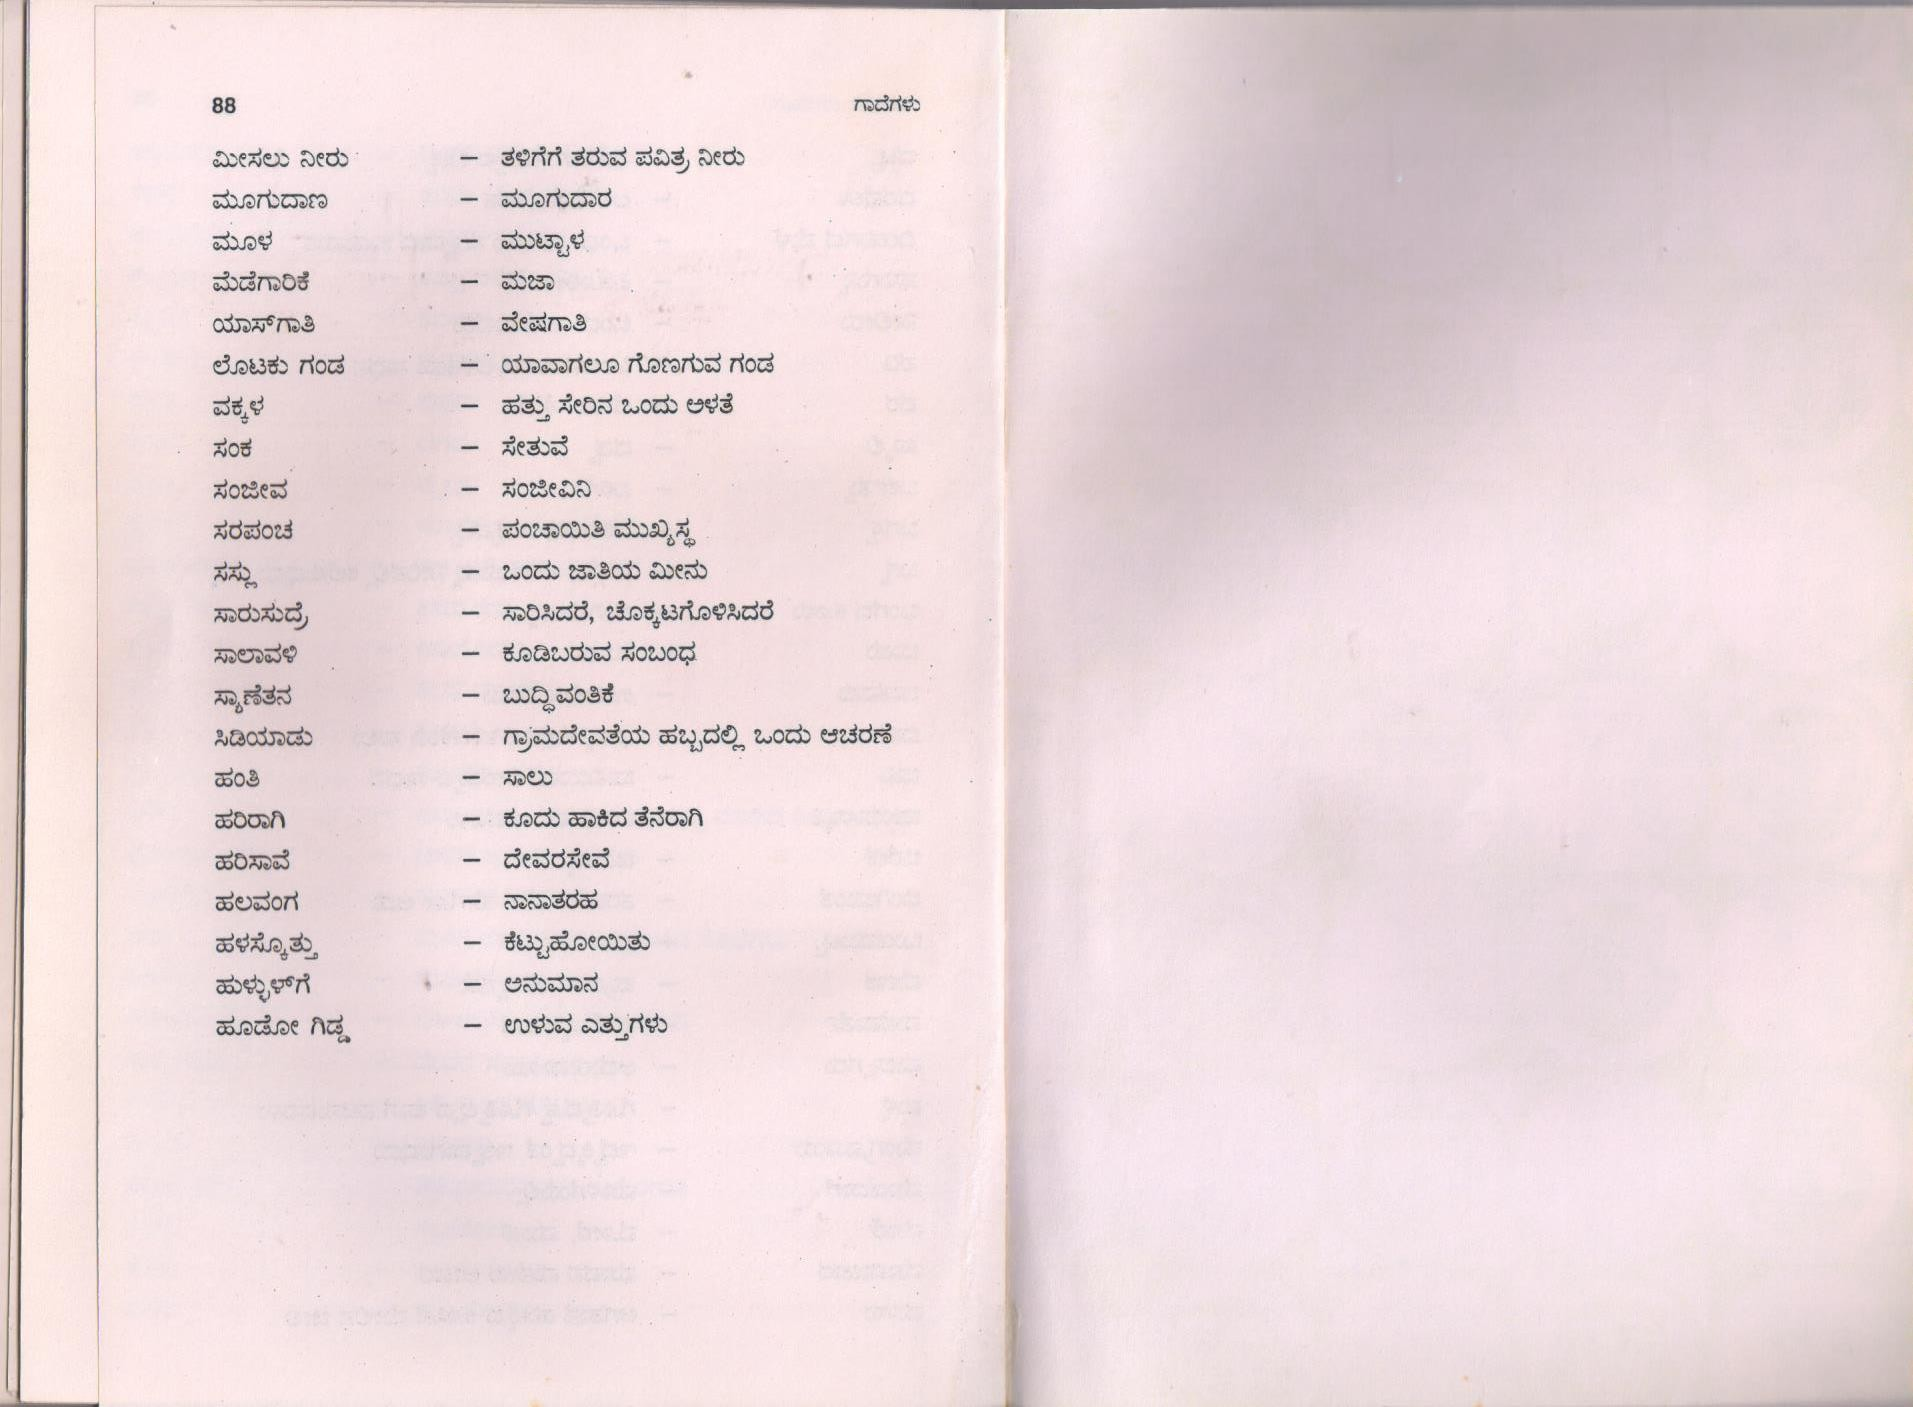 88 ಗಾದೆಗಳು
ಮೀಸಲು ನೀರು – ತಳಿಗೆಗೆ ತರುವ ಪವಿತ್ರ ನೀರು
ಮೂಗುದಾಣ – ಮೂಗುದಾರ
ಮೂಳ – ಮುಟ್ಟಾಳ
ಮೆಡೆಗಾರಿಕೆ – ಮಜಾ
ಯಾಸ್‌ಗಾತಿ – ವೇಷಗಾತಿ
ಲೊಟಕು ಗಂಡ – ಯಾವಾಗಲೂ ಗೊಣಗುವ ಗಂಡ
ವಕ್ಕಳ – ಹತ್ತು ಸೇರಿನ ಒಂದು ಅಳತೆ
ಸಂಕ – ಸೇತುವೆ
ಸಂಜೀವ – ಸಂಜೀವಿನಿ
ಸರಪಂಚ – ಪಂಚಾಯಿತಿ ಮುಖ್ಯಸ್ಥ
ಸಸ್ಲು – ಒಂದು ಜಾತಿಯ ಮೀನು
ಸಾರುಸುದ್ರೆ – ಸಾರಿಸಿದರೆ, ಚೊಕ್ಕಟಗೊಳಿಸಿದರೆ
ಸಾಲಾವಳಿ – ಕೂಡಿಬರುವ ಸಂಬಂಧ
ಸ್ಯಾಣೆತನ – ಬುದ್ಧಿವಂತಿಕೆ
ಸಿಡಿಯಾಡು – ಗ್ರಾಮದೇವತೆಯ ಹಬ್ಬದಲ್ಲಿ ಒಂದು ಆಚರಣೆ
ಹಂತಿ – ಸಾಲು
ಹರಿರಾಗಿ – ಕೂದು ಹಾಕಿದ ತೆನೆರಾಗಿ
ಹರಿಸಾವೆ – ದೇವರಸೇವೆ
ಹಲವಂಗ – ನಾನಾತರಹ
ಹಳಸ್ಕೊತ್ತು – ಕೆಟ್ಟುಹೋಯಿತು
ಹುಳ್ಳುಳ್‌ಗೆ – ಅನುಮಾನ
ಹೂಡೋ ಗಿಡ್ಡ – ಉಳುವ ಎತ್ತುಗಳು